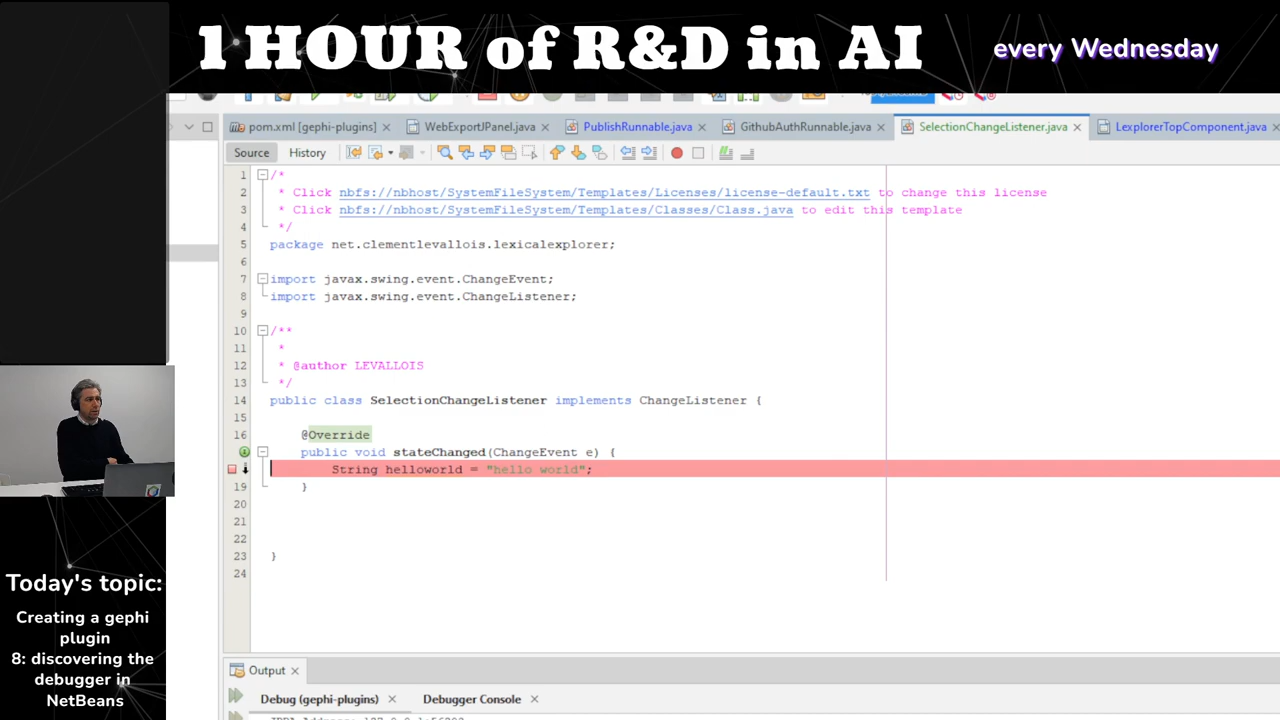 1 HOUR of R&D in AI
every Wednesday
pom.xml [gephi-plugins]
WebExportJPanel.java
PublishRunnable.java
GithubAuthRunnable.java
SelectionChangeListener.java
LexplorerTopComponent.java
Source
History
1 /*
2 * Click nbfs://nbhost/SystemFileSystem/Templates/Licenses/license-default.txt to change this license
3 * Click nbfs://nbhost/SystemFileSystem/Templates/Classes/Class.java to edit this template
4 */
5 package net.clementlevallois.lexicalexplorer;
6
7 import javax.swing.event.ChangeEvent;
8 import javax.swing.event.ChangeListener;
9
10 /**
11 *
12 * @author LEVALLOIS
13 */
14 public class SelectionChangeListener implements ChangeListener {
15
16 @Override
public void stateChanged(ChangeEvent e) {
String helloworld = "hello world";
19 }
20
21
22
23 }
24
Today's topic:
Creating a gephi
plugin
8: discovering the
debugger in
NetBeans
Output
Debug (gephi-plugins)
Debugger Console